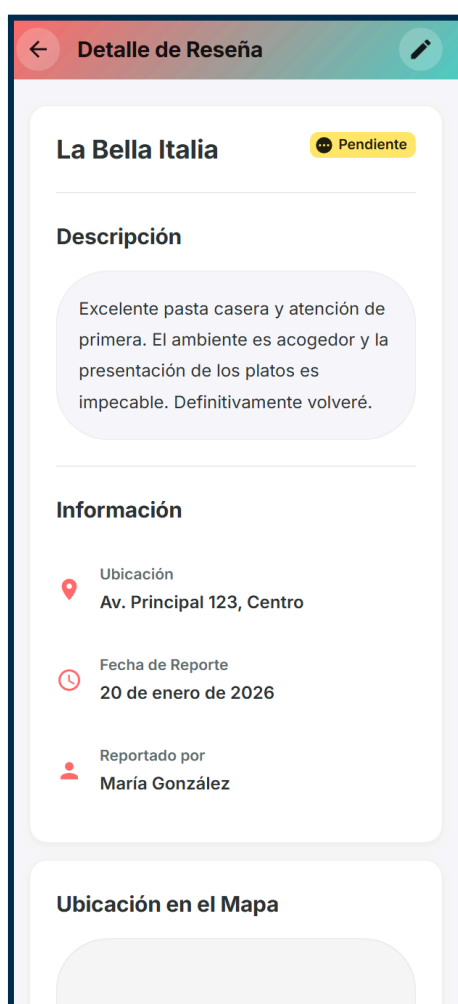 Detalle de Reseña
La Bella Italia
Pendiente
Descripción
Excelente pasta casera y atención de
primera. El ambiente es acogedor y la
presentación de los platos es
impecable. Definitivamente volveré.
Información
Ubicación
Av. Principal 123, Centro
Fecha de Reporte
20 de enero de 2026
Reportado por
María González
Ubicación en el Mapa